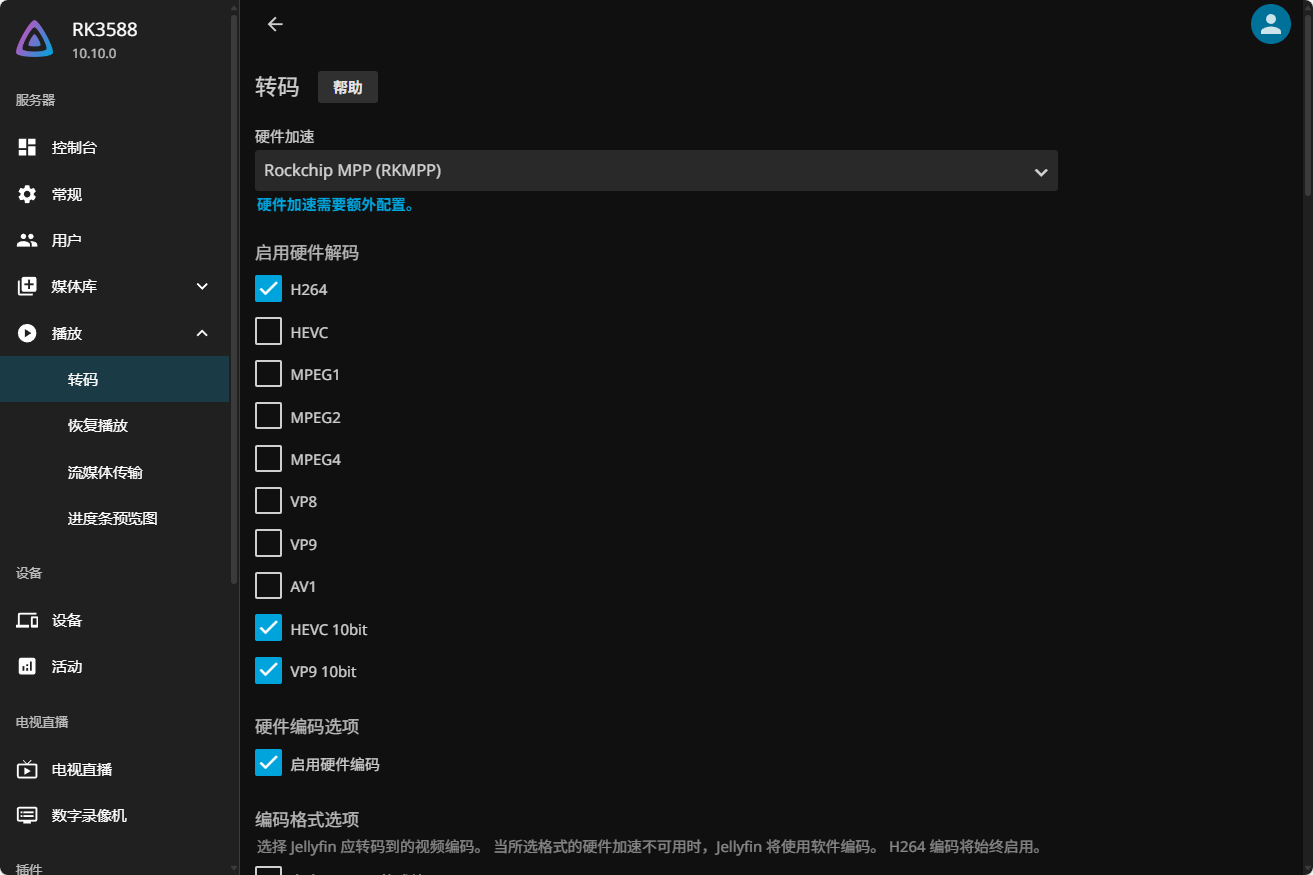 RK3588
10.10.0
服务器
控制台
常规
用户
媒体库
播放
转码
恢复播放
流媒体传输
进度条预览图
设备
设备
活动
电视直播
电视直播
数字录像机
插件
转码
帮助
硬件加速
Rockchip MPP (RKMPP)
硬件加速需要额外配置。
启用硬件解码
H264
HEVC
MPEG1
MPEG2
MPEG4
VP8
VP9
AV1
HEVC 10bit
VP9 10bit
硬件编码选项
启用硬件编码
编码格式选项
选择 Jellyfin 应转码到的视频编码。 当所选格式的硬件加速不可用时，Jellyfin 将使用软件编码。 H264 编码将始终启用。